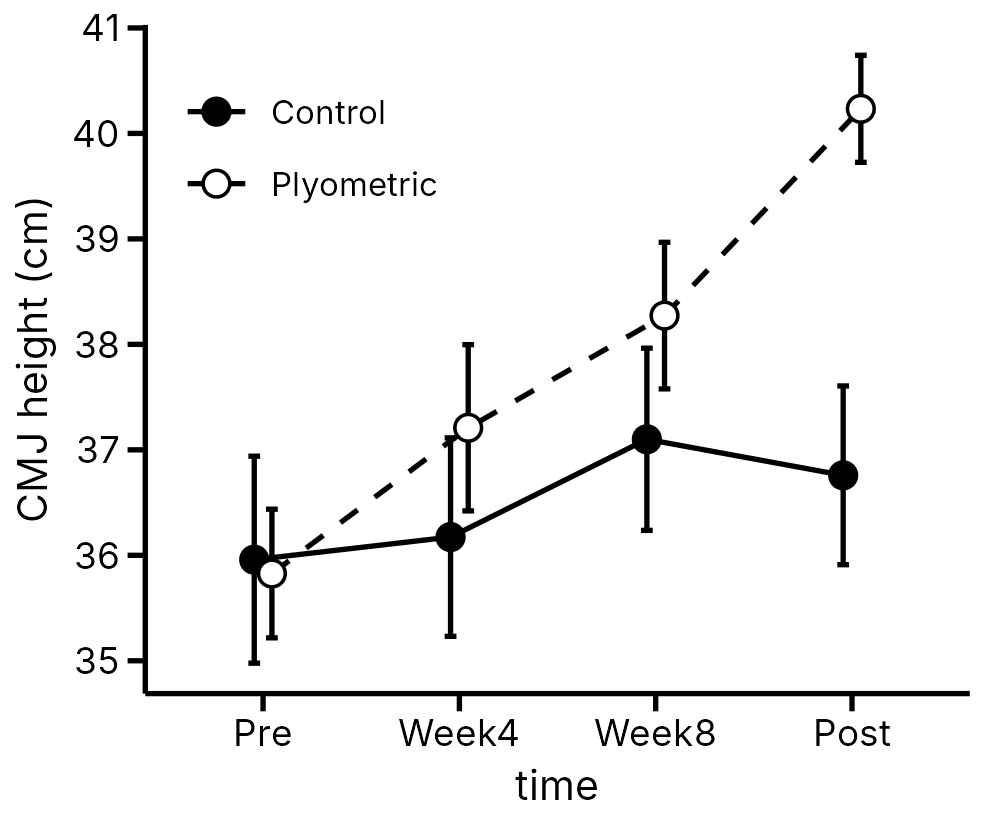 41
Control
40
Plyometric
39
38
37
36
35
CMJ height (cm)
Pre Week4 Week8 Post
time